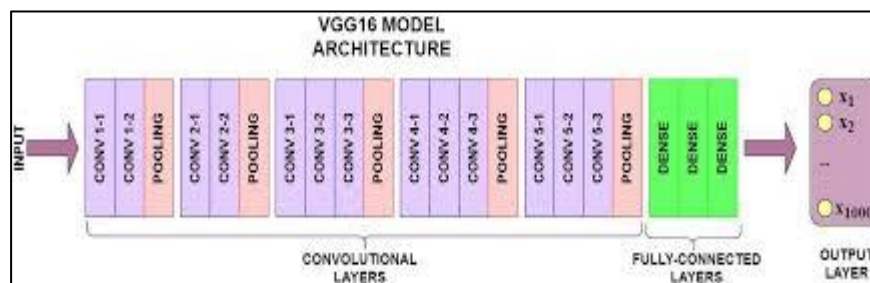 VGG16 MODEL
ARCHITECTURE
INPUT
CONV 1-1
CONV 1-2
POOLING
CONV 2-1
CONV 2-2
POOLING
CONV 3-1
CONV 3-2
CONV 3-3
POOLING
CONV 4-1
CONV 4-2
CONV 4-3
POOLING
CONV 5-1
CONV 5-2
CONV 5-3
POOLING
DENSE
DENSE
DENSE
x1
x2
..
x1000
CONVOLUTIONAL
LAYERS
FULLY-CONNECTED
LAYERS
OUTPUT
LAYER